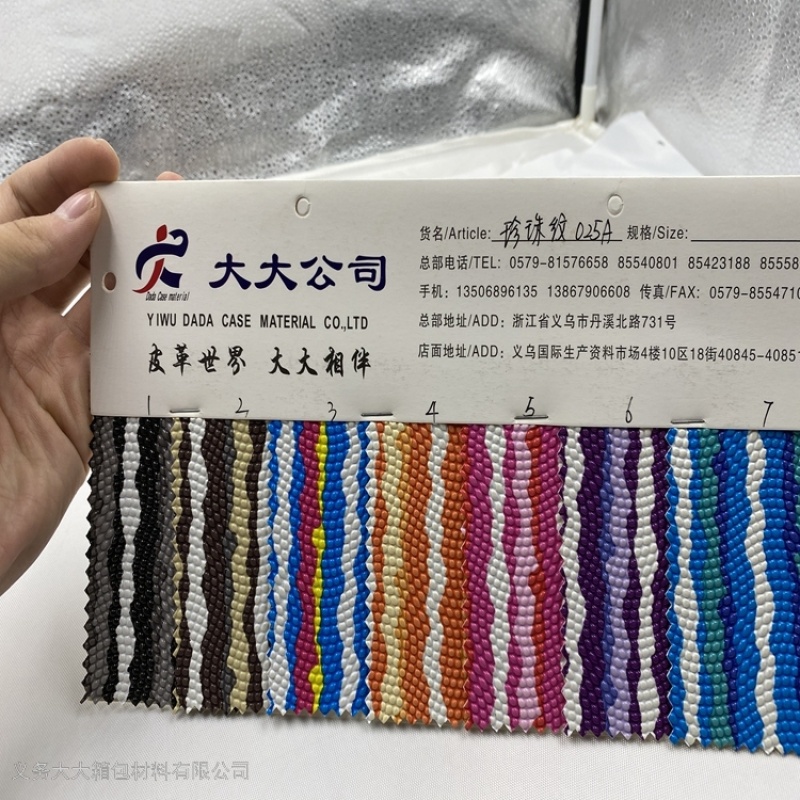 货名/Article: 珍珠纹 025A 规格/Size:
总部电话/TEL: 0579-81576658 85540801 85423188 85558
手机: 13506896135 13867906608 传真/FAX: 0579-8554710
总部地址/ADD: 浙江省义乌市丹溪北路731号
店面地址/ADD: 义乌国际生产资料市场4楼10区18街40845-40851
Dada Case material
大大公司
YIWU DADA CASE MATERIAL CO.,LTD
皮革世界 大大相伴
1 2 3 4 5 6 7
义乌大大箱包材料有限公司